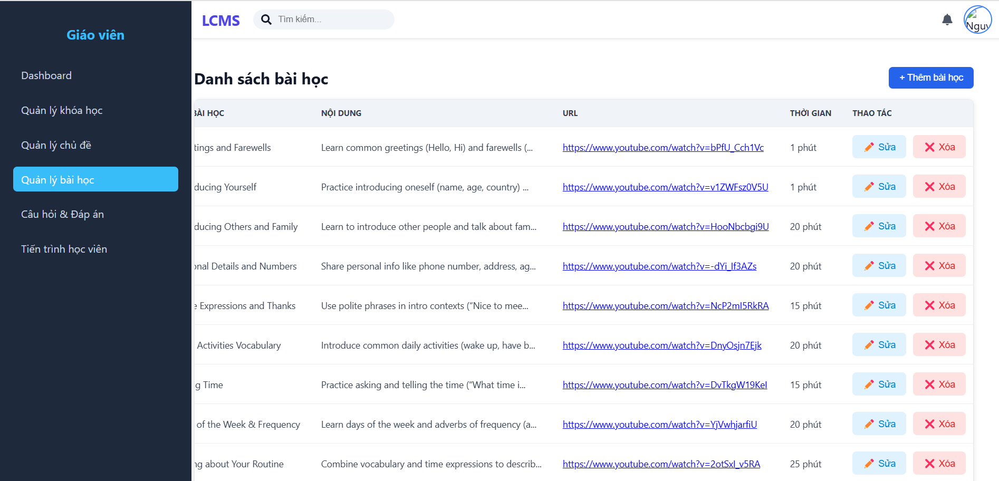 Giáo viên
Dashboard
Quản lý khóa học
Quản lý chủ đề
Quản lý bài học
Câu hỏi & Đáp án
Tiến trình học viên
LCMS
Tìm kiếm...
Nguy
Danh sách bài học
+ Thêm bài học
BÀI HỌC NỘI DUNG URL THỜI GIAN THAO TÁC
tings and Farewells Learn common greetings (Hello, Hi) and farewells (... https://www.youtube.com/watch?v=bPfU_Cch1Vc 1 phút Sửa Xóa
ducing Yourself Practice introducing oneself (name, age, country) ... https://www.youtube.com/watch?v=v1ZWFsz0V5U 1 phút Sửa Xóa
ducing Others and Family Learn to introduce other people and talk about fam... https://www.youtube.com/watch?v=HooNbcbgi9U 20 phút Sửa Xóa
onal Details and Numbers Share personal info like phone number, address, ag... https://www.youtube.com/watch?v=-dYi_If3AZs 20 phút Sửa Xóa
e Expressions and Thanks Use polite phrases in intro contexts (“Nice to mee... https://www.youtube.com/watch?v=NcP2mI5RkRA 15 phút Sửa Xóa
Activities Vocabulary Introduce common daily activities (wake up, have b... https://www.youtube.com/watch?v=DnyOsjn7Ejk 20 phút Sửa Xóa
g Time Practice asking and telling the time (“What time i... https://www.youtube.com/watch?v=DvTkgW19KeI 15 phút Sửa Xóa
of the Week & Frequency Learn days of the week and adverbs of frequency (a... https://www.youtube.com/watch?v=YjVwhjarfiU 20 phút Sửa Xóa
ng about Your Routine Combine vocabulary and time expressions to describ... https://www.youtube.com/watch?v=2otSxI_v5RA 25 phút Sửa Xóa